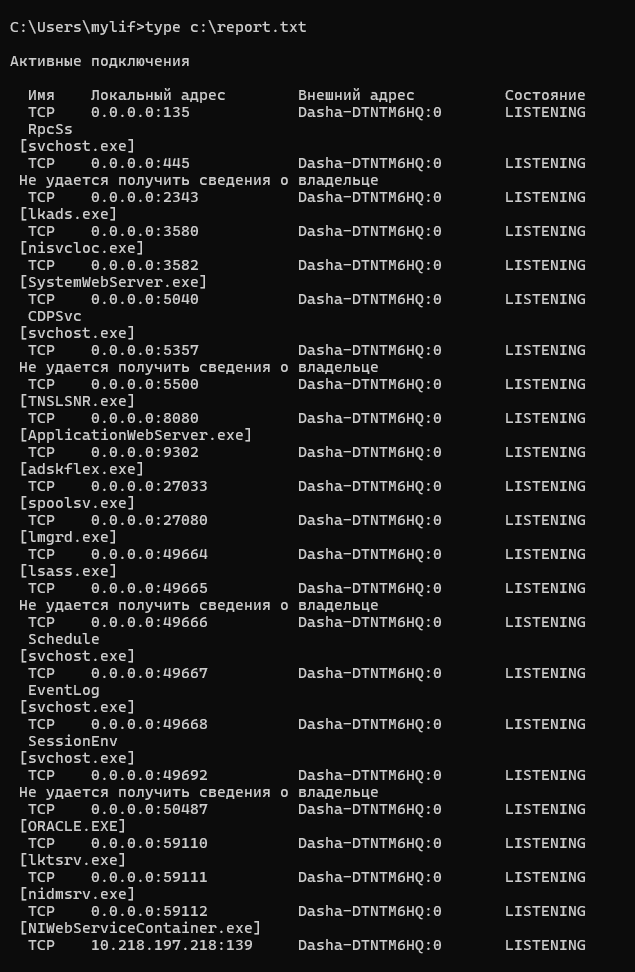 C:\Users\mylif>type c:\report.txt
Активные подключения
Имя Локальный адрес Внешний адрес Состояние
TCP 0.0.0.0:135 Dasha-DTNTM6HQ:0 LISTENING
RpcSs
[svchost.exe]
TCP 0.0.0.0:445 Dasha-DTNTM6HQ:0 LISTENING
Не удается получить сведения о владельце
TCP 0.0.0.0:2343 Dasha-DTNTM6HQ:0 LISTENING
[lkads.exe]
TCP 0.0.0.0:3580 Dasha-DTNTM6HQ:0 LISTENING
[nisvcloc.exe]
TCP 0.0.0.0:3582 Dasha-DTNTM6HQ:0 LISTENING
[SystemWebServer.exe]
TCP 0.0.0.0:5040 Dasha-DTNTM6HQ:0 LISTENING
CDPSvc
[svchost.exe]
TCP 0.0.0.0:5357 Dasha-DTNTM6HQ:0 LISTENING
Не удается получить сведения о владельце
TCP 0.0.0.0:5500 Dasha-DTNTM6HQ:0 LISTENING
[TNSLSNR.exe]
TCP 0.0.0.0:8080 Dasha-DTNTM6HQ:0 LISTENING
[ApplicationWebServer.exe]
TCP 0.0.0.0:9302 Dasha-DTNTM6HQ:0 LISTENING
[adskflex.exe]
TCP 0.0.0.0:27033 Dasha-DTNTM6HQ:0 LISTENING
[spoolsv.exe]
TCP 0.0.0.0:27080 Dasha-DTNTM6HQ:0 LISTENING
[lmgrd.exe]
TCP 0.0.0.0:49664 Dasha-DTNTM6HQ:0 LISTENING
[lsass.exe]
TCP 0.0.0.0:49665 Dasha-DTNTM6HQ:0 LISTENING
Не удается получить сведения о владельце
TCP 0.0.0.0:49666 Dasha-DTNTM6HQ:0 LISTENING
Schedule
[svchost.exe]
TCP 0.0.0.0:49667 Dasha-DTNTM6HQ:0 LISTENING
EventLog
[svchost.exe]
TCP 0.0.0.0:49668 Dasha-DTNTM6HQ:0 LISTENING
SessionEnv
[svchost.exe]
TCP 0.0.0.0:49692 Dasha-DTNTM6HQ:0 LISTENING
Не удается получить сведения о владельце
TCP 0.0.0.0:50487 Dasha-DTNTM6HQ:0 LISTENING
[ORACLE.EXE]
TCP 0.0.0.0:59110 Dasha-DTNTM6HQ:0 LISTENING
[lktsrv.exe]
TCP 0.0.0.0:59111 Dasha-DTNTM6HQ:0 LISTENING
[nidmsrv.exe]
TCP 0.0.0.0:59112 Dasha-DTNTM6HQ:0 LISTENING
[NIWebServiceContainer.exe]
TCP 10.218.197.218:139 Dasha-DTNTM6HQ:0 LISTENING